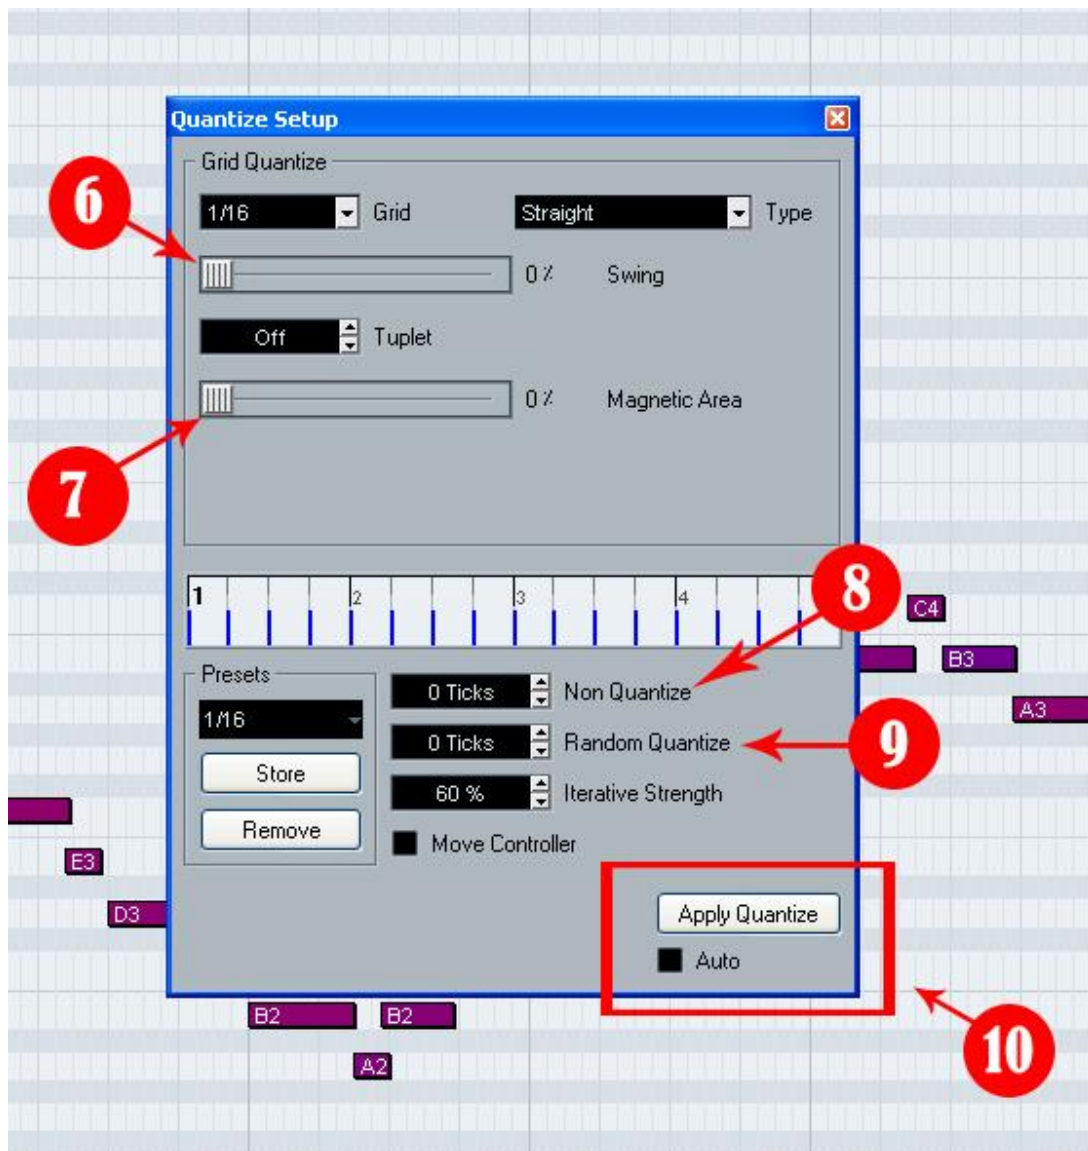 Quantize Setup
Grid Quantize
6
1/16 Grid Straight Type
0 % Swing
Off Tuplet
0 % Magnetic Area
7
8
1 2 3 4
C4
B3
Presets
0 Ticks Non Quantize
A3
1/16
0 Ticks Random Quantize
9
Store
60 % Iterative Strength
Remove
Move Controller
E3
D3
Apply Quantize
Auto
B2 B2
10
A2